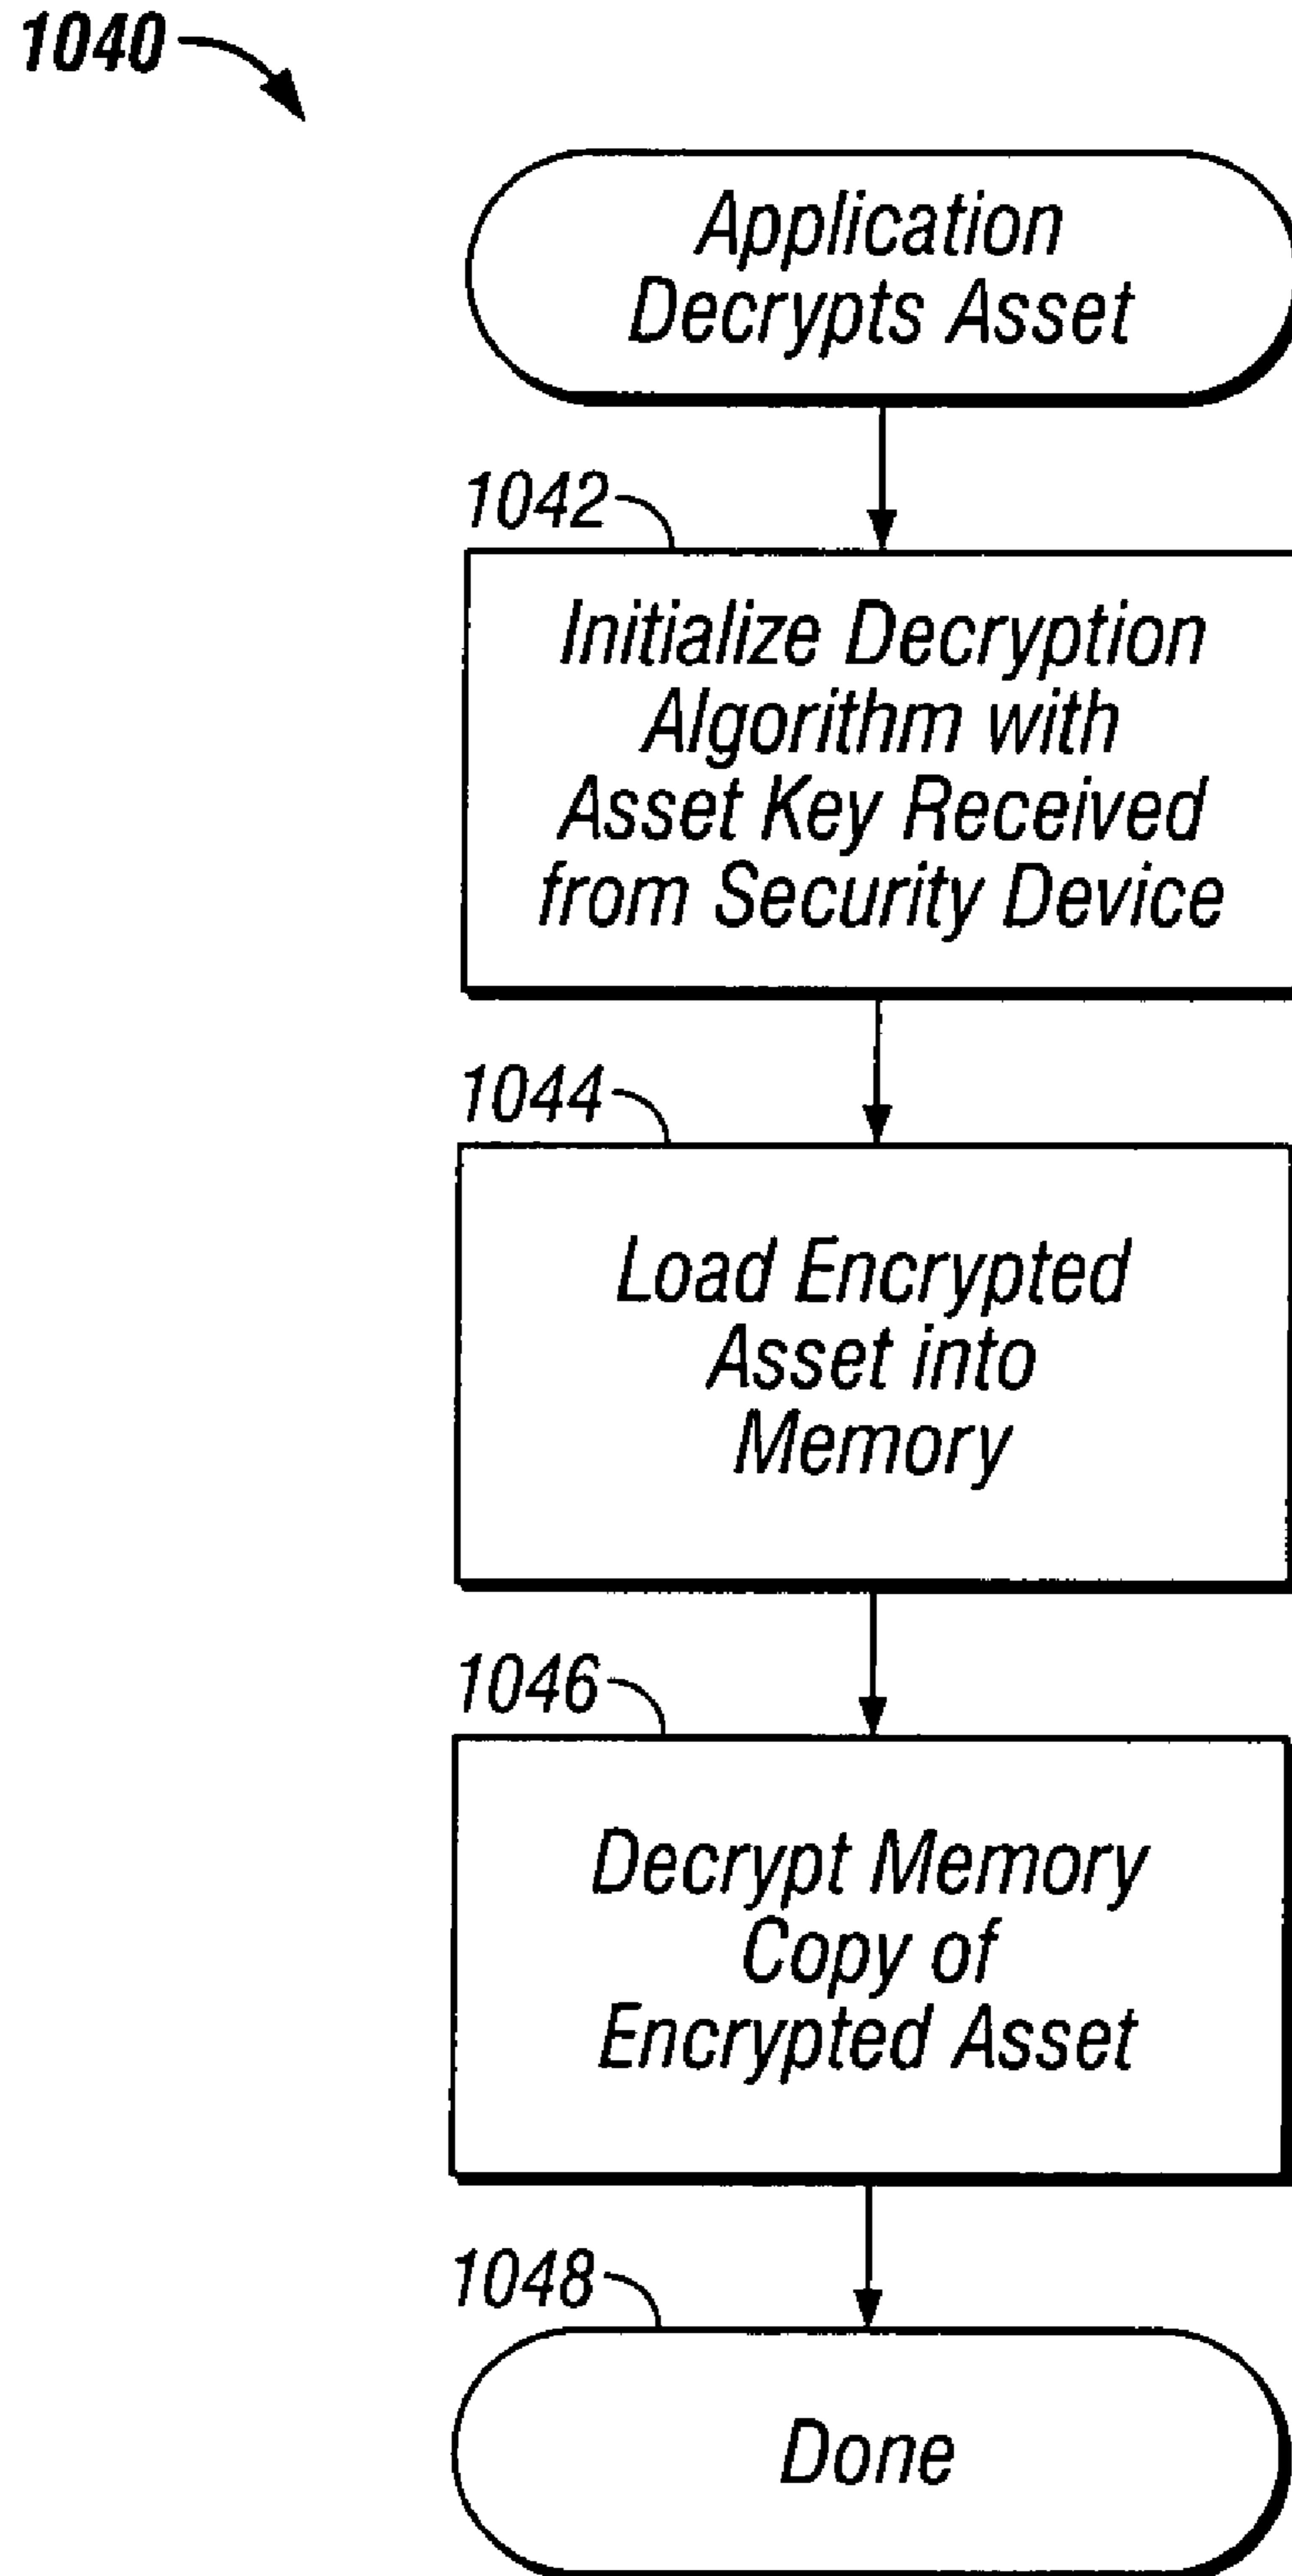 1040
Application
Decrypts Asset
1042
Initialize Decryption
Algorithm with
Asset Key Received
from Security Device
1044
Load Encrypted
Asset into
Memory
1046
Decrypt Memory
Copy of
Encrypted Asset
1048
Done